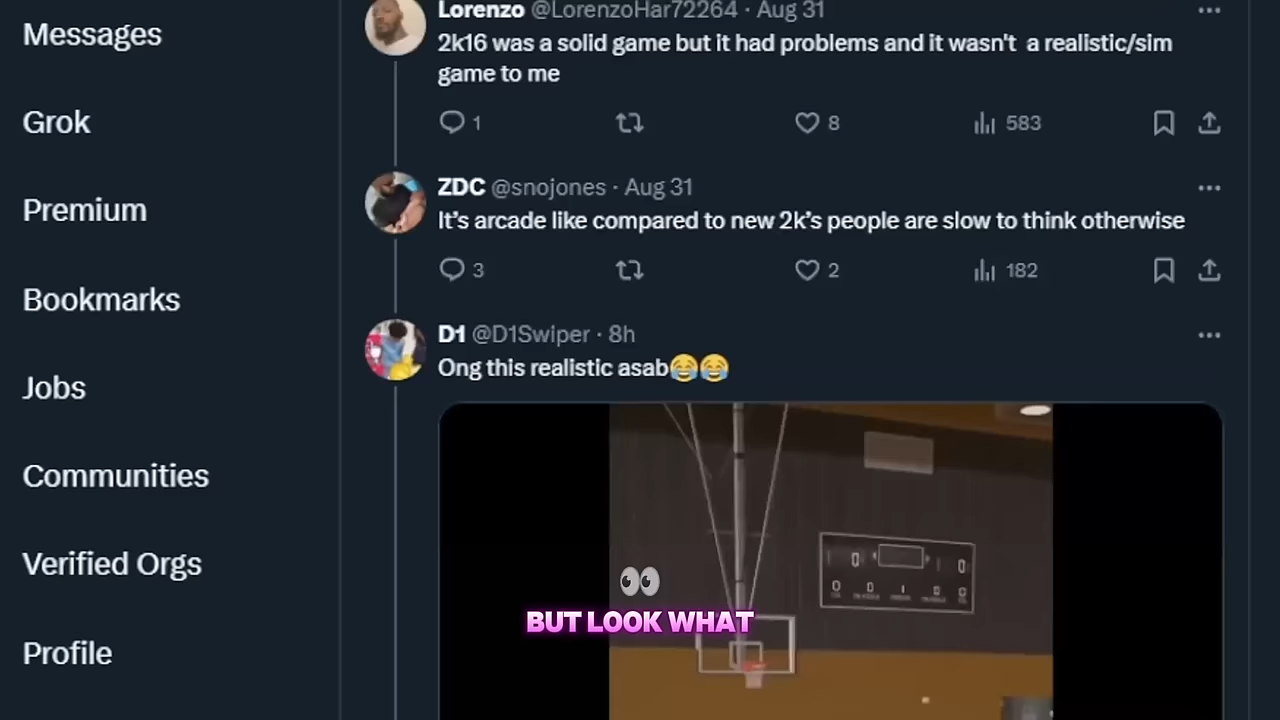 Messages
Grok
Premium
Bookmarks
Jobs
Communities
Verified Orgs
Profile
Lorenzo @LorenzoHar72264 · Aug 31
2k16 was a solid game but it had problems and it wasn't a realistic/sim
game to me
1 8 583
ZDC @snojones · Aug 31
It’s arcade like compared to new 2k’s people are slow to think otherwise
3 2 182
D1 @D1Swiper · 8h
Ong this realistic asab😂😂
👀
BUT LOOK WHAT